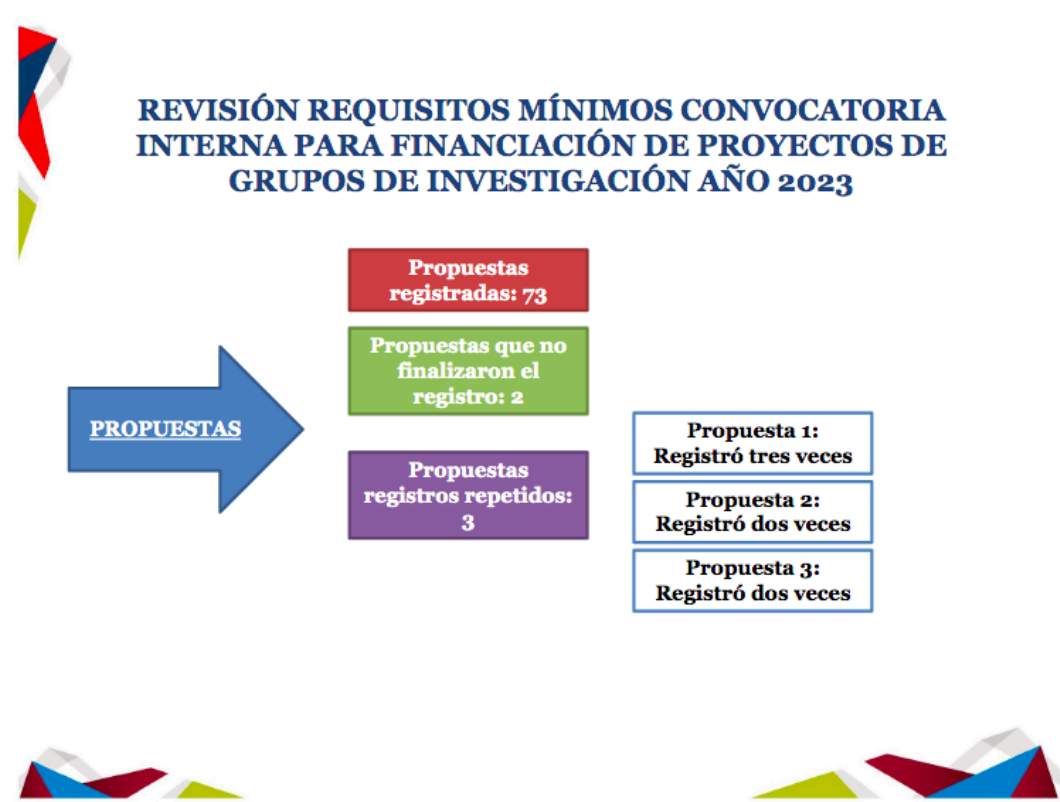 REVISIÓN REQUISITOS MÍNIMOS CONVOCATORIA
INTERNA PARA FINANCIACIÓN DE PROYECTOS DE
GRUPOS DE INVESTIGACIÓN AÑO 2023
Propuestas
registradas: 73
Propuestas que no
finalizaron el
registro: 2
PROPUESTAS
Propuestas
registros repetidos:
3
Propuesta 1:
Registró tres veces
Propuesta 2:
Registró dos veces
Propuesta 3:
Registró dos veces